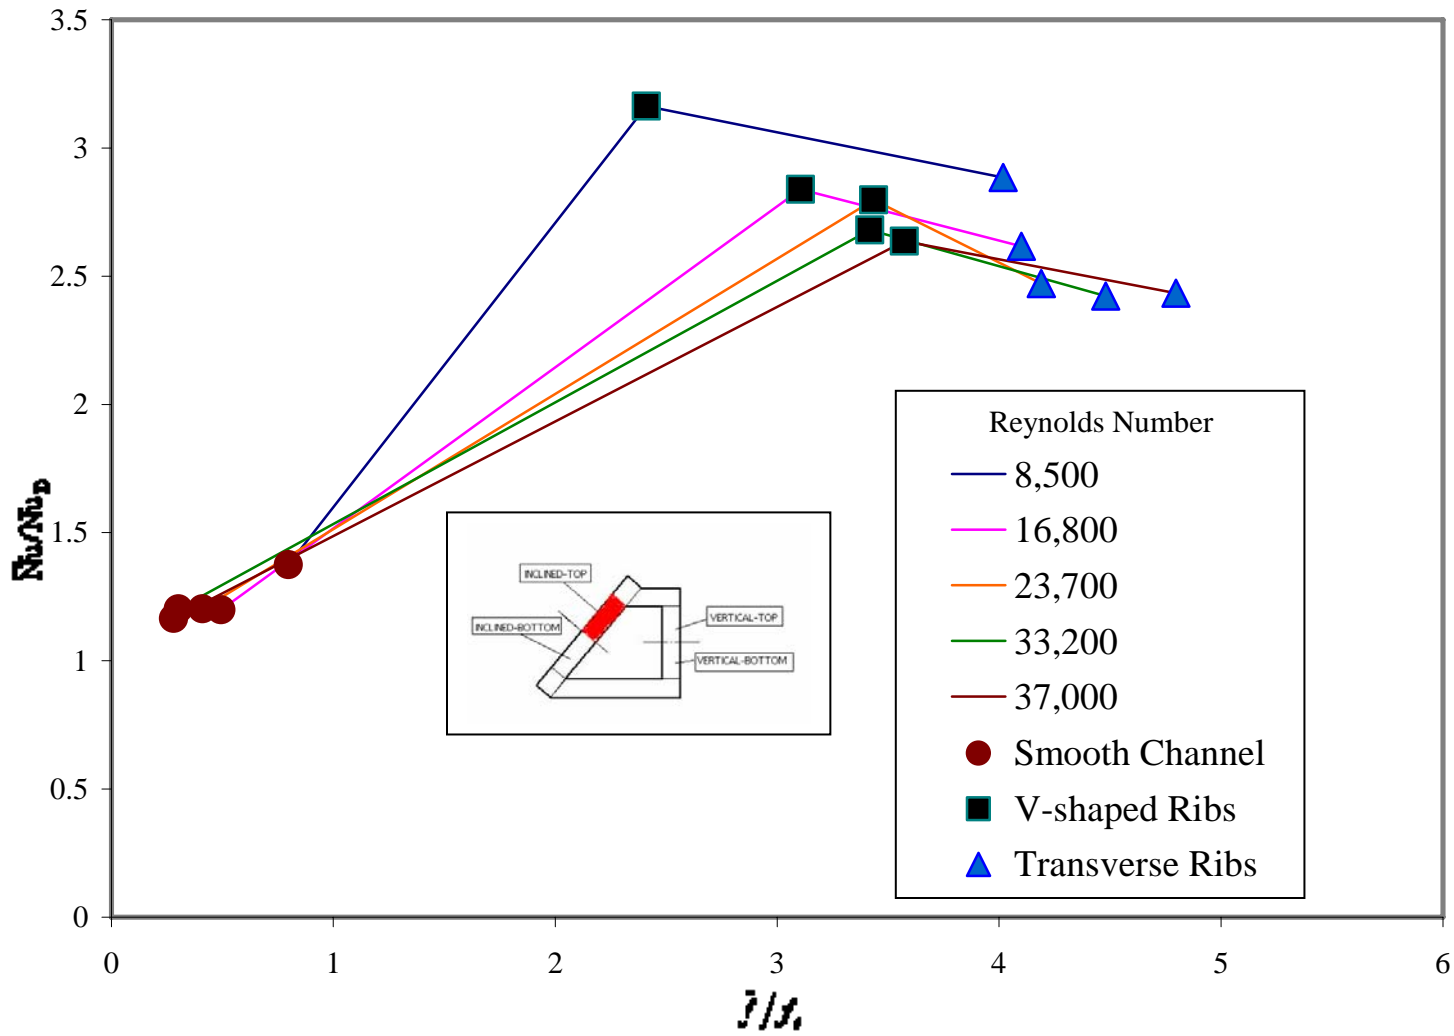 3.5
3
2.5
2
1.5
1
0.5
0
0
1
2
3
4
5
6
Reynolds Number
8,500
16,800
23,700
33,200
37,000
Smooth Channel
V-shaped Ribs
Transverse Ribs
INCLINED-TOP
INCLINED-BOTTOM
VERTICAL-TOP
VERTICAL-BOTTOM